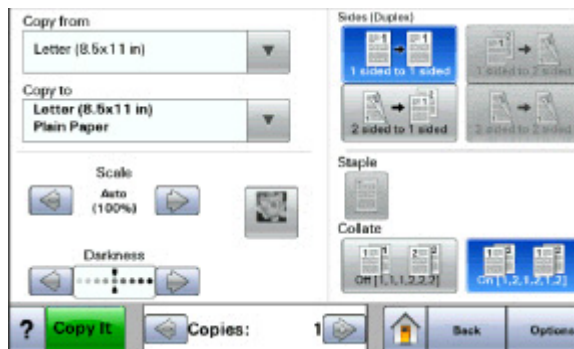 Copy from
Letter (8.5x11 in)
Copy to
Letter (8.5x11 in)
Plain Paper
Scale
Auto
(100%)
Darkness
Sides (Duplex)
1 sided to 1 sided
1 sided to 2 sided
2 sided to 1 sided
2 sided to 2 sided
Staple
Collate
Off [1,1,1,2,2,2]
On [1,2,1,2,1,2]
?
Copy It
Copies:
1
Back
Options